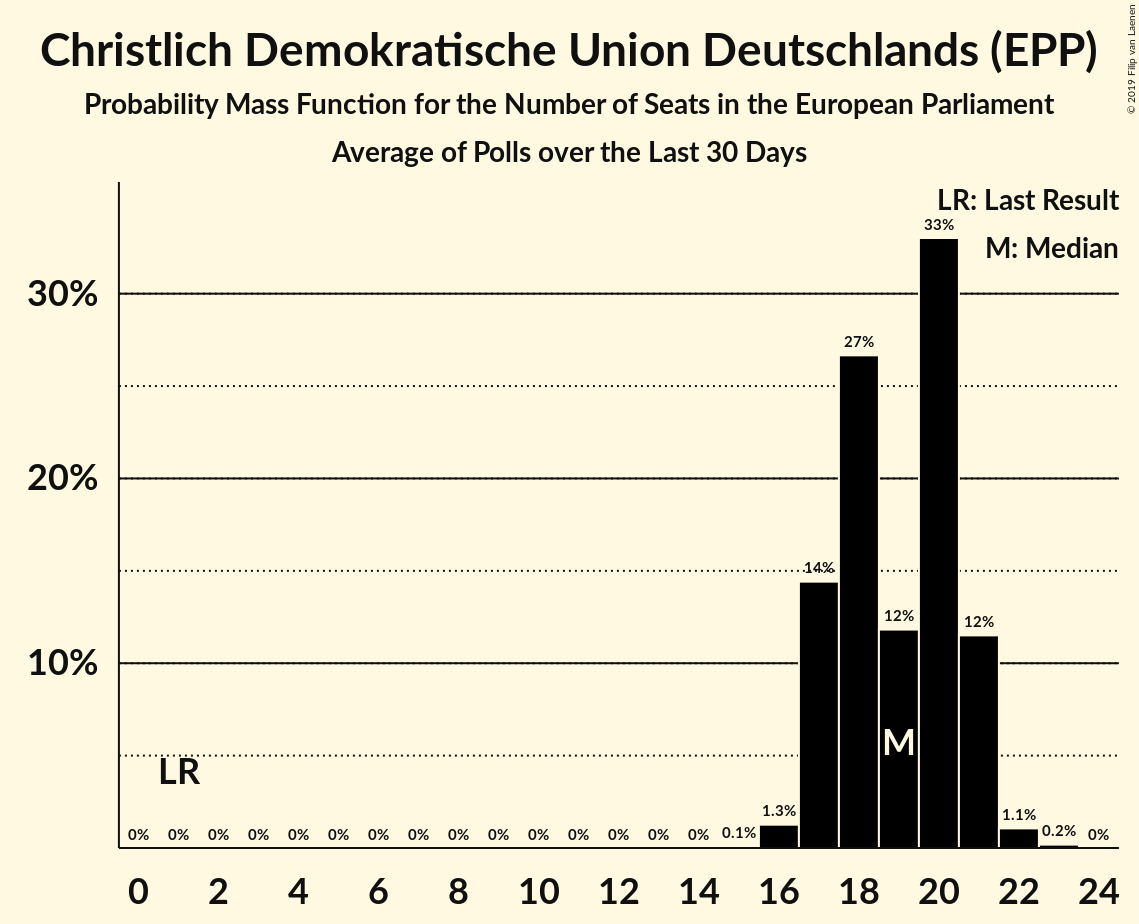 Christlich Demokratische Union Deutschlands (EPP)
Probability Mass Function for the Number of Seats in the European Parliament
Average of Polls over the Last 30 Days
© 2019 Filip van Laenen
LR: Last Result
M: Median
33%
30%
27%
20%
14%
12%
12%
10%
M
LR
0% 0% 0% 0% 0% 0% 0% 0% 0% 0% 0% 0% 0% 0% 0% 0.1% 1.3% 1.1% 0.2% 0%
0 2 4 6 8 10 12 14 16 18 20 22 24